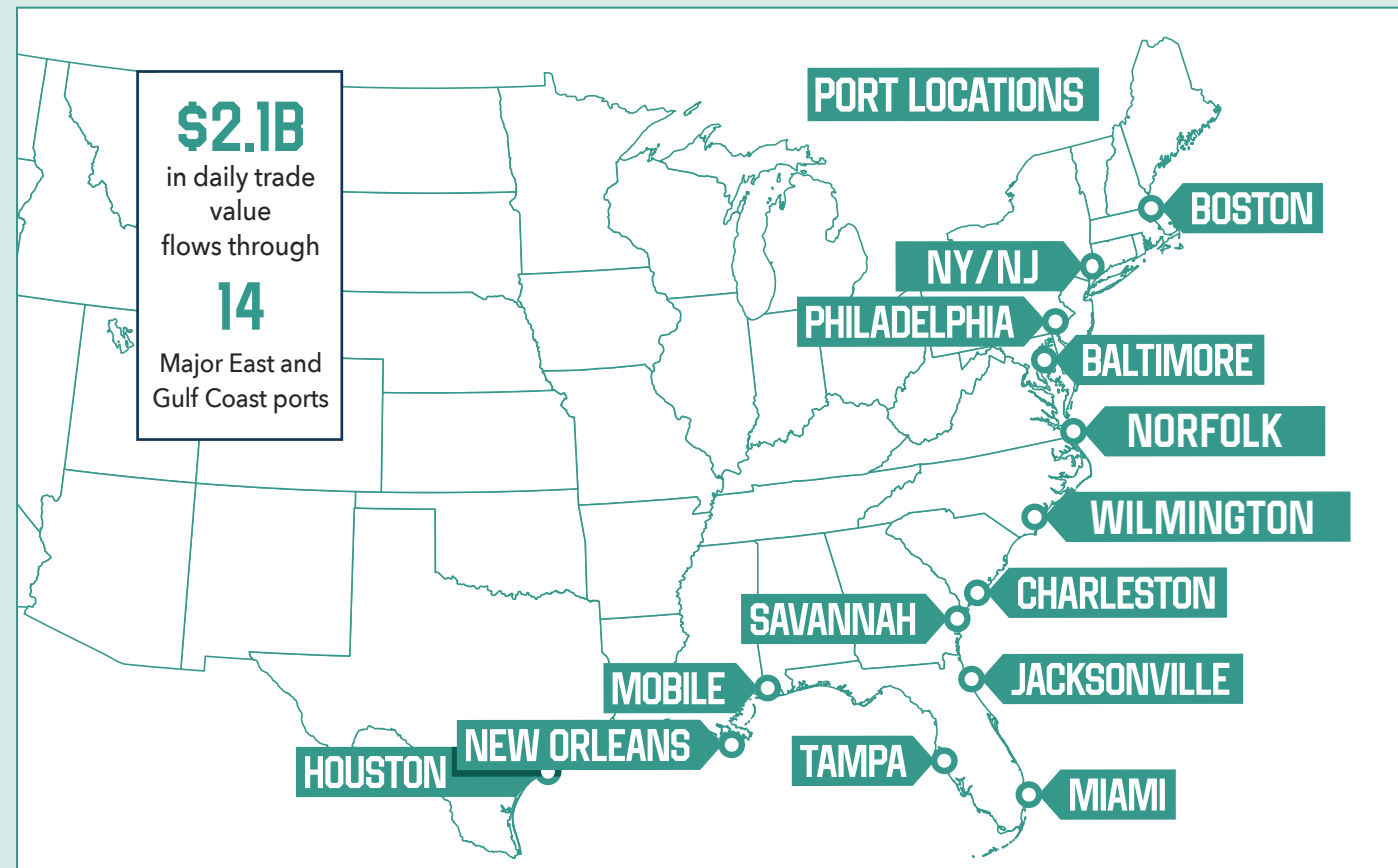 $2.1B
in daily trade
value
flows through
14
Major East and
Gulf Coast ports
PORT LOCATIONS
BOSTON
NY/NJ
PHILADELPHIA
BALTIMORE
NORFOLK
WILMINGTON
CHARLESTON
SAVANNAH
JACKSONVILLE
MOBILE
NEW ORLEANS
HOUSTON
TAMPA
MIAMI